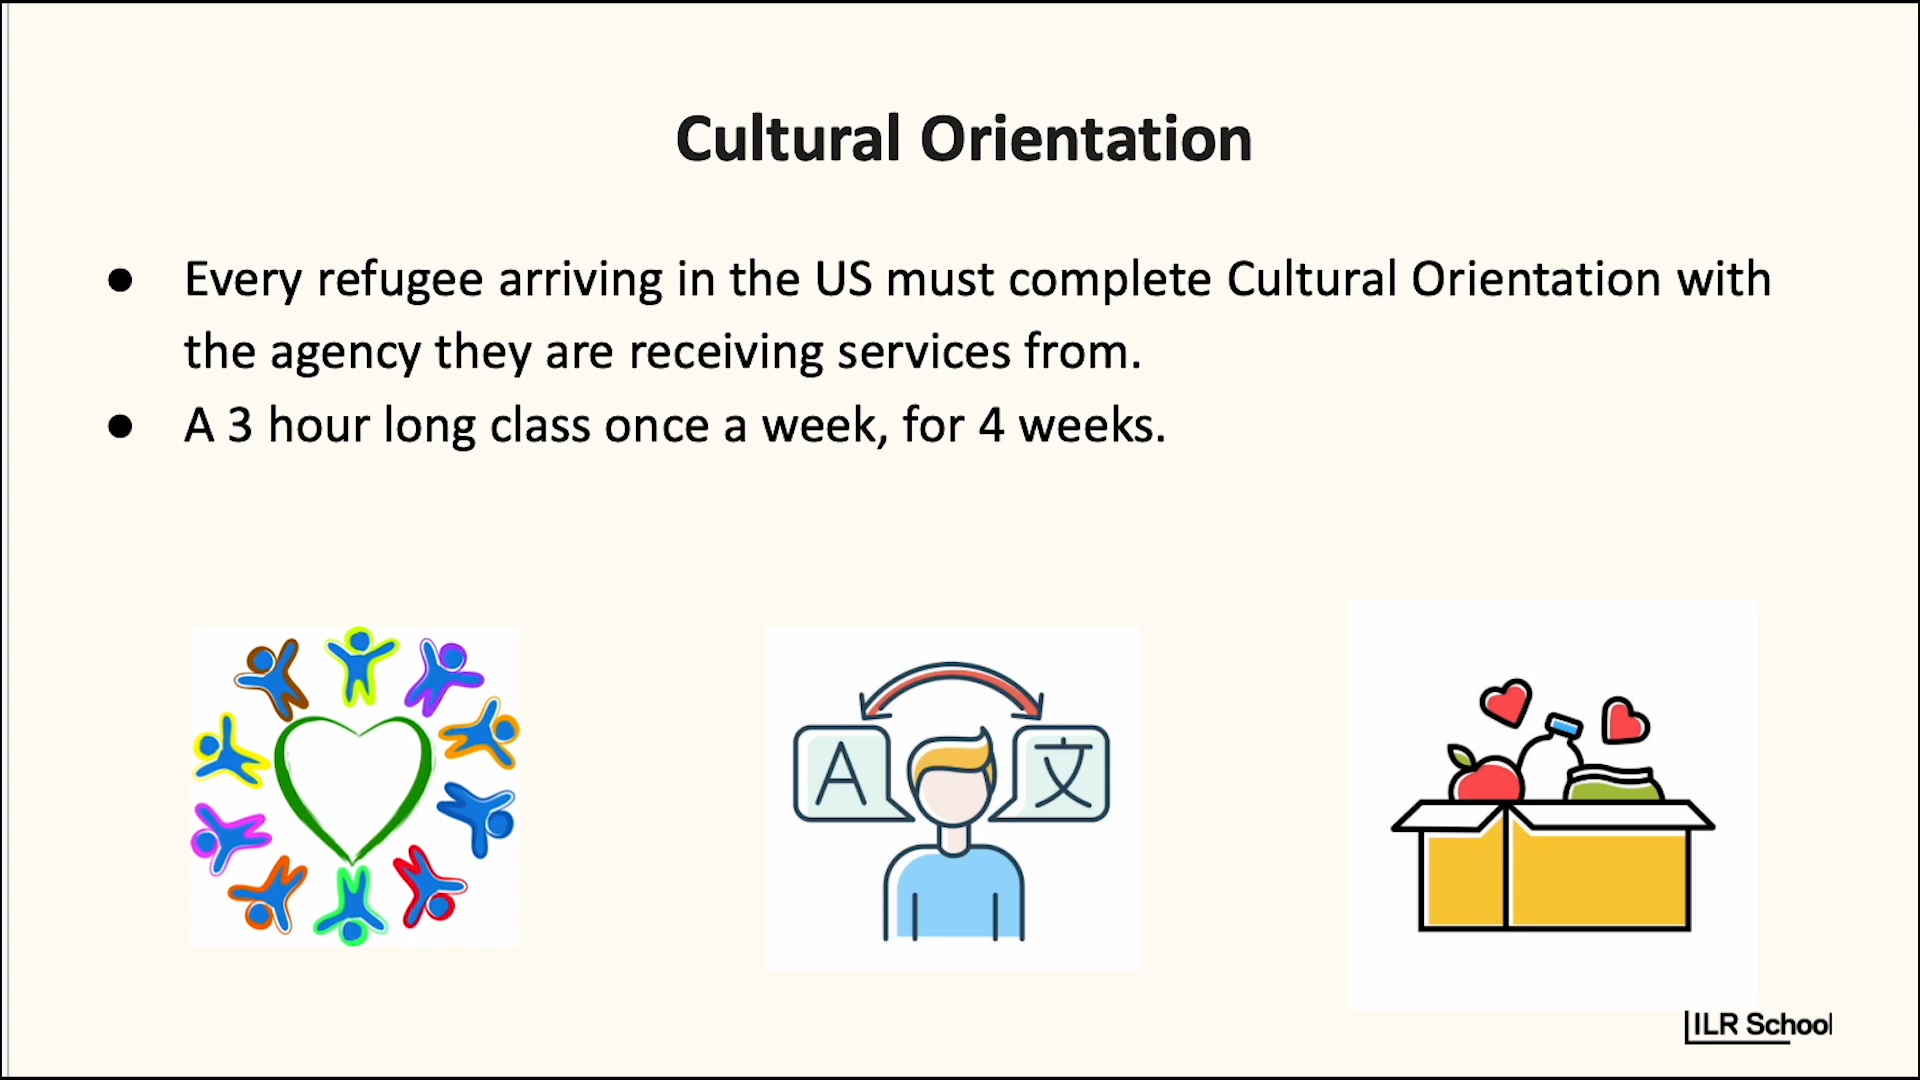 Cultural Orientation
● Every refugee arriving in the US must complete Cultural Orientation with
the agency they are receiving services from.
● A 3 hour long class once a week, for 4 weeks.
A 文
ILR School